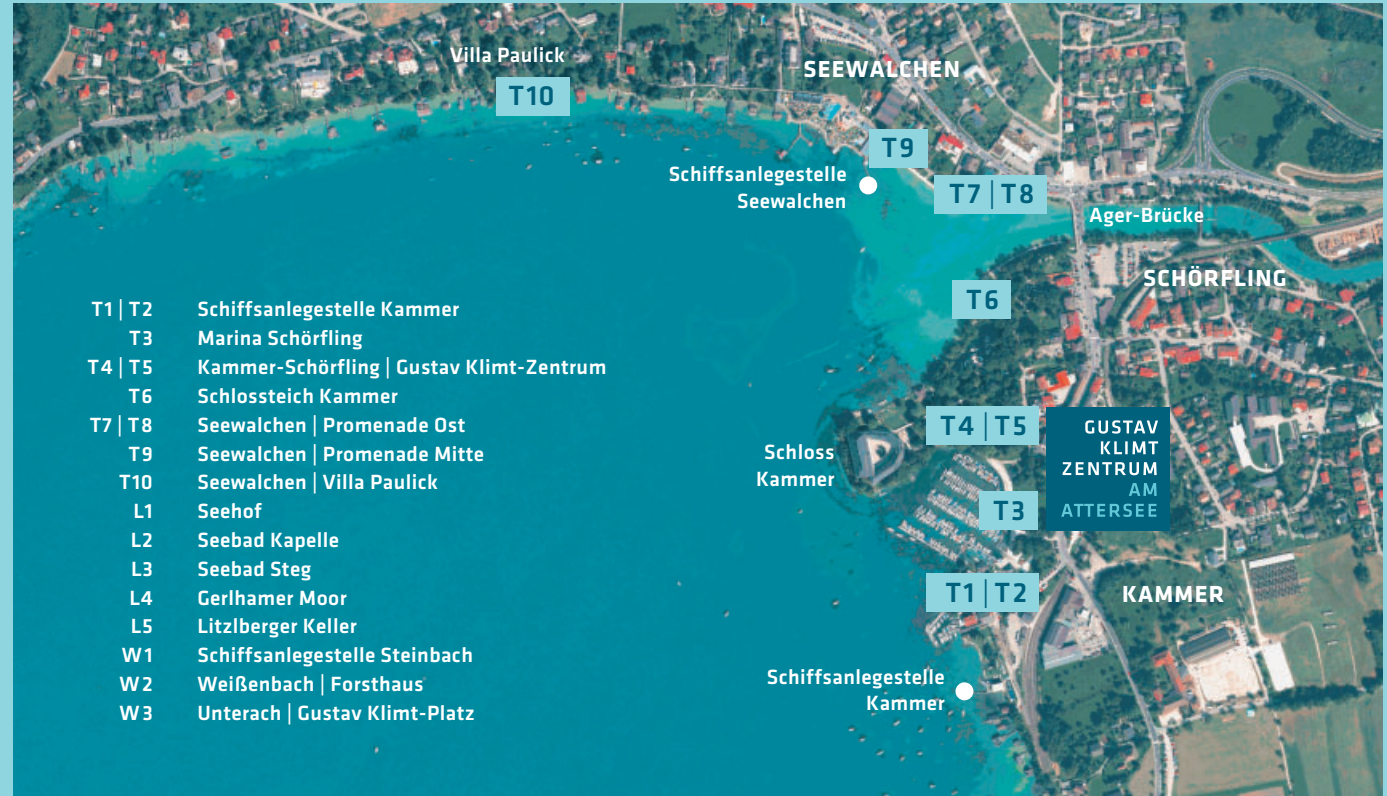 Villa Paulick
T10
SEEWALCHEN
T9
Schiffsanlegestelle
Seewalchen
T7 | T8
Ager-Brücke
SCHÖRFLING
T6
T1 | T2 Schiffsanlegestelle Kammer
T3 Marina Schörfling
T4 | T5 Kammer-Schörfling | Gustav Klimt-Zentrum
T6 Schlossteich Kammer
T7 | T8 Seewalchen | Promenade Ost
T9 Seewalchen | Promenade Mitte
T10 Seewalchen | Villa Paulick
L1 Seehof
L2 Seebad Kapelle
L3 Seebad Steg
L4 Gerlhamer Moor
L5 Litzlberger Keller
W1 Schiffsanlegestelle Steinbach
W2 Weißenbach | Forsthaus
W3 Unterach | Gustav Klimt-Platz
T4 | T5
Schloss
Kammer
GUSTAV
KLIMT
ZENTRUM
AM
ATTERSEE
T3
T1 | T2
KAMMER
Schiffsanlegestelle
Kammer